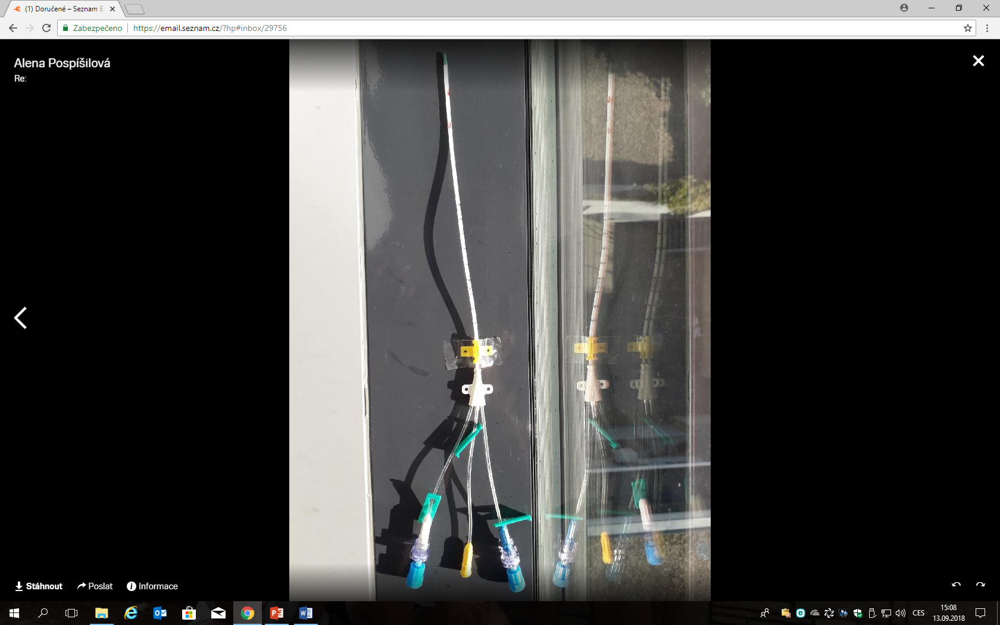 (1) Doručené – Seznam E
Zabezpečeno
https://email.seznam.cz/?hp#inbox/29756
Alena Pospíšilová
Re:
Stáhnout
Poslat
Informace
CES
15:08
13.09.2018